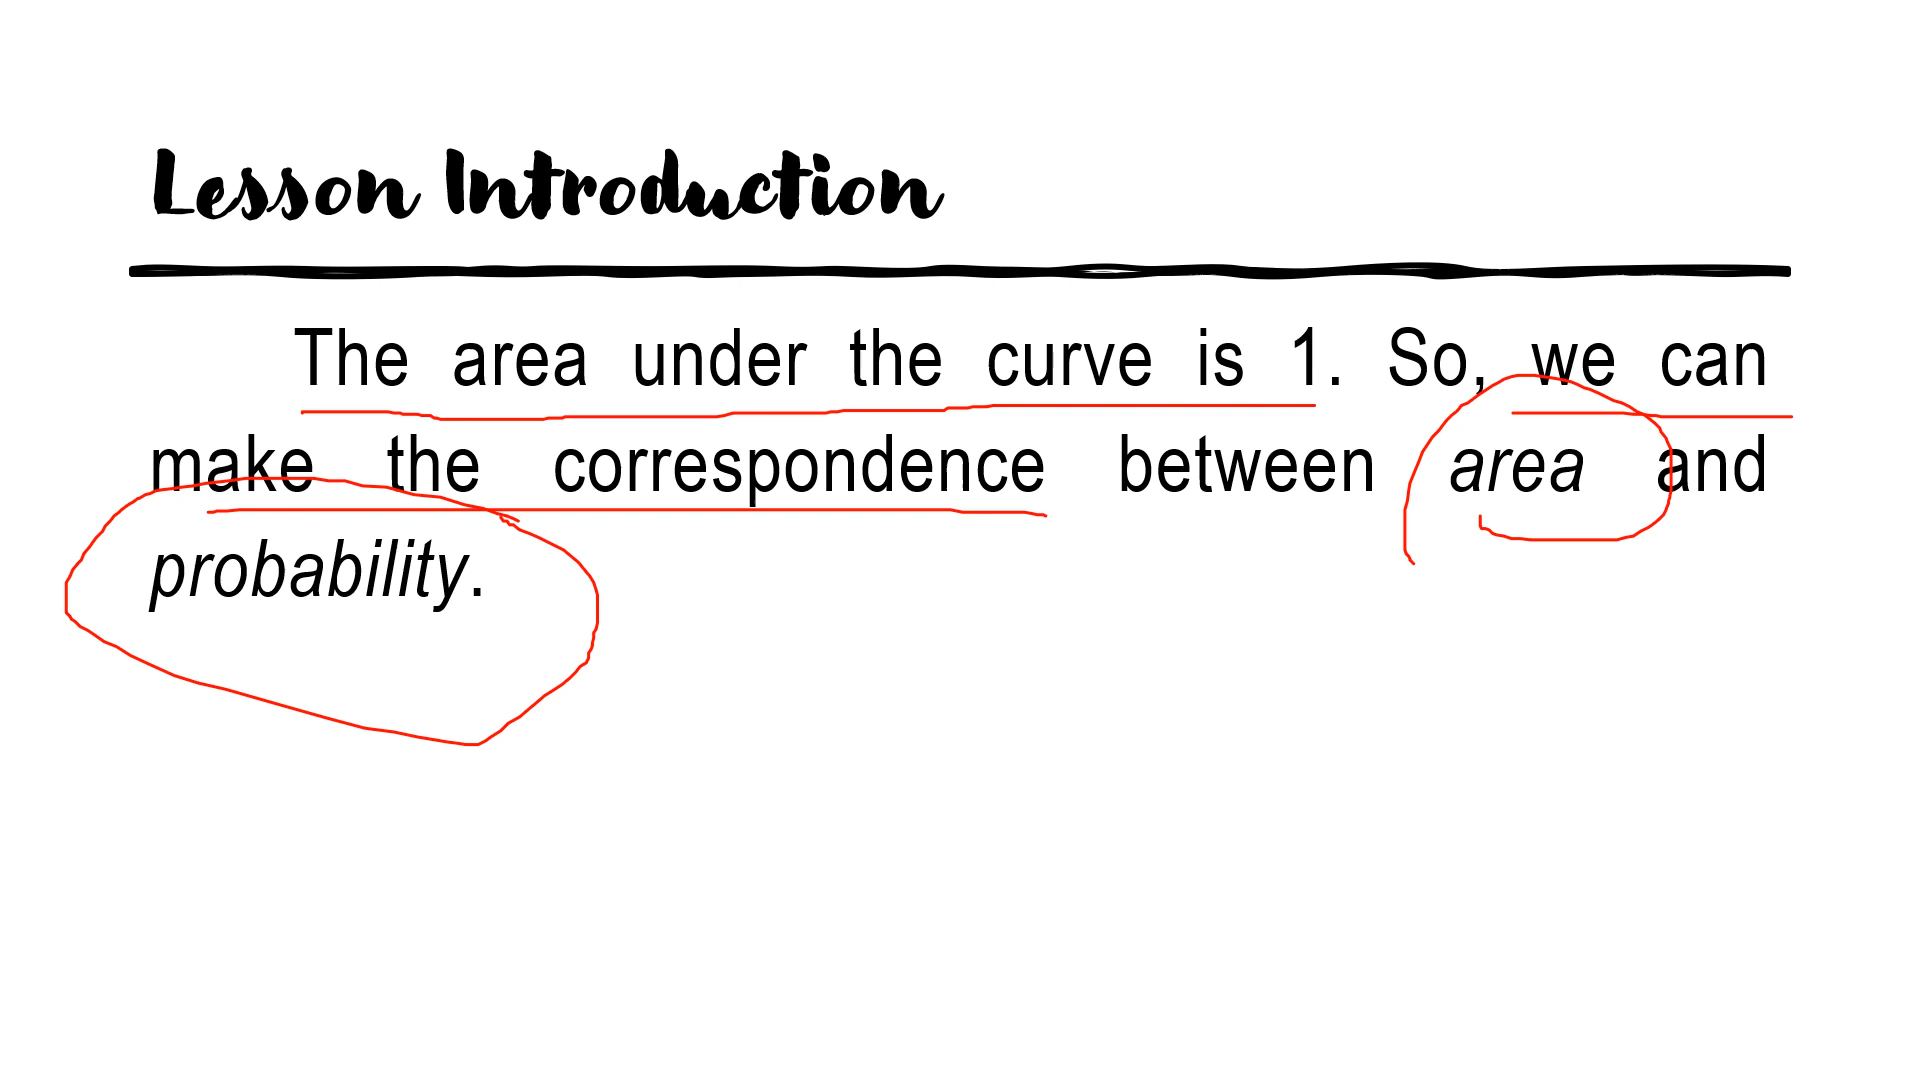 Lesson Introduction
The area under the curve is 1. So, we can
make the correspondence between area and
probability.